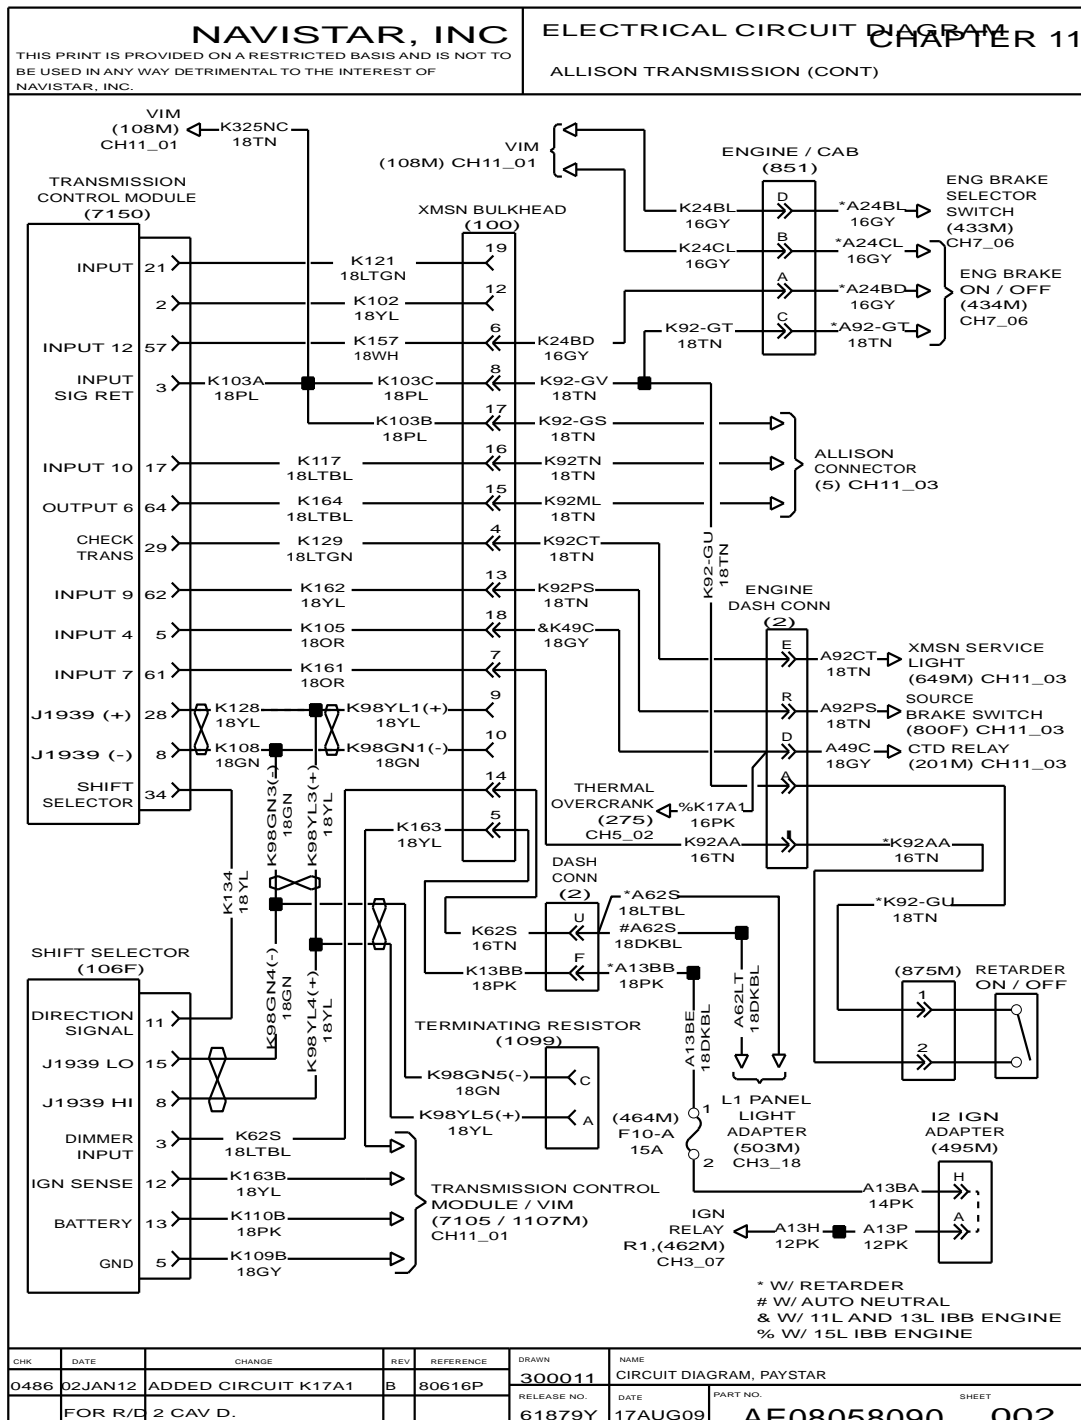 NAVISTAR, INC
THIS PRINT IS PROVIDED ON A RESTRICTED BASIS AND IS NOT TO
BE USED IN ANY WAY DETRIMENTAL TO THE INTEREST OF
NAVISTAR, INC.
ELECTRICAL CIRCUIT DIAGRAM
CHAPTER 11
ALLISON TRANSMISSION (CONT)
VIM
(108M)
CH11_01
K325NC
18TN
VIM
(108M) CH11_01
ENGINE / CAB
(851)
D
B
A
C
K24BL
16GY
K24CL
16GY
K92-GT
18TN
*A24BL
16GY
*A24CL
16GY
*A24BD
16GY
*A92-GT
18TN
ENG BRAKE
SELECTOR
SWITCH
(433M)
CH7_06
ENG BRAKE
ON / OFF
(434M)
CH7_06
TRANSMISSION
CONTROL MODULE
(7150)
XMSN BULKHEAD
(100)
INPUT 21
K121
18LTGN
19
2
K102
18YL
12
INPUT 12 57
K157
18WH
6
K24BD
16GY
INPUT
SIG RET
3
K103A
18PL
K103C
18PL
8
K92-GV
18TN
K103B
18PL
17
K92-GS
18TN
INPUT 10 17
K117
18LTBL
16
K92TN
18TN
OUTPUT 6 64
K164
18LTBL
15
K92ML
18TN
ALLISON
CONNECTOR
(5) CH11_03
CHECK
TRANS
29
K129
18LTGN
4
K92CT
18TN
INPUT 9 62
K162
18YL
13
K92PS
18TN
INPUT 4 5
K105
18OR
18
&K49C
18GY
INPUT 7 61
K161
18OR
7
J1939 (+) 28
K128
18YL
K98YL1(+)
18YL
9
J1939 (-) 8
K108
18GN
K98GN1(-)
18GN
10
SHIFT
SELECTOR
34
14
K163
18YL
5
K92-GU
18TN
ENGINE
DASH CONN
(2)
E
R
D
A
A92CT
18TN
XMSN SERVICE
LIGHT
(649M) CH11_03
A92PS
18TN
SOURCE
BRAKE SWITCH
(800F) CH11_03
A49C
18GY
CTD RELAY
(201M) CH11_03
THERMAL
OVERCRANK
(275)
CH5_02
%K17A1
16PK
K92AA
16TN
*K92AA
16TN
*K92-GU
18TN
K98GN3(-)
18GN
K98YL3(+)
18YL
K134
18YL
K98GN4(-)
18GN
K98YL4(+)
18YL
DASH
CONN
(2)
U
F
K62S
16TN
K13BB
18PK
*A62S
18LTBL
#A62S
18DKBL
*A13BB
18PK
A62LT
18DKBL
A13BE
18DKBL
(875M)
1
2
RETARDER
ON / OFF
SHIFT SELECTOR
(106F)
DIRECTION
SIGNAL
11
J1939 LO 15
J1939 HI 8
DIMMER
INPUT
3
K62S
18LTBL
IGN SENSE 12
K163B
18YL
BATTERY 13
K110B
18PK
GND 5
K109B
18GY
TERMINATING RESISTOR
(1099)
K98GN5(-)
18GN
C
K98YL5(+)
18YL
A
TRANSMISSION CONTROL
MODULE / VIM
(7105 / 1107M)
CH11_01
(464M)
F10-A
15A
1
2
L1 PANEL
LIGHT
ADAPTER
(503M)
CH3_18
I2 IGN
ADAPTER
(495M)
H
A
A13BA
14PK
IGN
RELAY
R1,(462M)
CH3_07
A13H
12PK
A13P
12PK
* W/ RETARDER
# W/ AUTO NEUTRAL
& W/ 11L AND 13L IBB ENGINE
% W/ 15L IBB ENGINE
CHK DATE CHANGE REV REFERENCE
0486 02JAN12 ADDED CIRCUIT K17A1 B 80616P
FOR R/D 2 CAV D.
DRAWN
300011
NAME
CIRCUIT DIAGRAM, PAYSTAR
RELEASE NO.
61879Y
DATE
17AUG09
PART NO.
AE08058090
SHEET
002